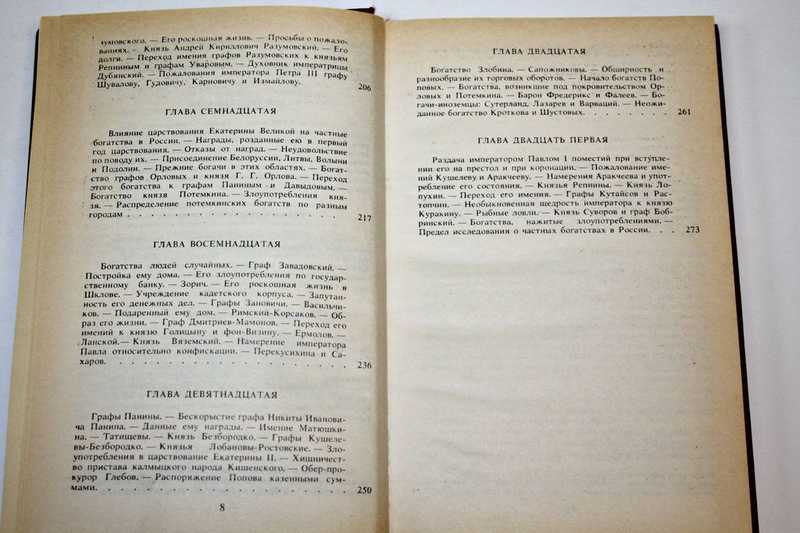 зумовского. — Его роскошная жизнь. — Просьбы о пожало-
ваниях. — Князь Андрей Кириллович Разумовский. — Его
долги. — Переход имения графов Разумовских к князьям
Репниным и графам Уваровым. — Духовник императрицы
Дубянский. — Пожалования императора Петра III графу
Шувалову, Гудовичу, Карновичу и Измайлову. 206
ГЛАВА СЕМНАДЦАТАЯ
Влияние царствования Екатерины Великой на частные
богатства в России. — Награды, розданные ею в первый
год царствования. — Отказы от наград. — Неудовольствие
по поводу их. — Присоединение Белоруссии, Литвы, Волыни
и Подолии. — Прежние богачи в этих областях. — Богат-
ство графов Орловых и князя Г. Г. Орлова. — Переход
этого богатства к графам Паниным и Давыдовым. —
Богатство князя Потемкина. — Злоупотребления кня-
зя. — Распределение потемкинских богатств по разным
городам . . . . . . . . . . . . . . . . 217
ГЛАВА ВОСЕМНАДЦАТАЯ
Богатства людей случайных. — Граф Завадовский. —
Постройка ему дома. — Его злоупотребления по государ-
ственному банку. — Зорич. — Его роскошная жизнь в
Шклове. — Учреждение кадетского корпуса. — Запутан-
ность его денежных дел. — Графы Зановичи. — Васильчи-
ков. — Подаренный ему дом. — Римский-Корсаков. — Об-
раз его жизни. — Граф Дмитриев-Мамонов. — Переход его
имений к князю Голицыну и фон-Визину. — Ермолов. —
Ланской. — Князь Вяземский. — Намерение императора
Павла относительно конфискации. — Перекусихина и Са-
харов. . . . . . . . . . . . . . . . . 236
ГЛАВА ДЕВЯТНАДЦАТАЯ
Графы Панины. — Бескорыстие графа Никиты Иванови-
ча Панина. — Данные ему награды. — Имение Матюшки-
на. — Татищевы. — Князь Безбородко. — Графы Кушеле-
вы-Безбородко. — Князья Лобановы-Ростовские. — Зло-
употребления в царствование Екатерины II. — Хищничест-
во пристава калмыцкого народа Кишенского. — Обер-про-
курор Глебов. — Распоряжение Попова казенными сум-
мами. . . . . . . . . . . . . . . . . 250
8
ГЛАВА ДВАДЦАТАЯ
Богатство Злобина. — Сапожниковы. — Обширность и
разнообразие их торговых оборотов. — Начало богатств По-
повых. — Богатства, возникшие под покровительством Ор-
ловых и Потемкина. — Барон Фредерикс и Фалеев. — Бо-
гачи-иноземцы: Сутерланд, Лазарев и Варваций. — Неожи-
данное богатство Кроткова и Шустовых. . . . . . . . 261
ГЛАВА ДВАДЦАТЬ ПЕРВАЯ
Раздача императором Павлом I поместий при вступле-
нии его на престол и при коронации. — Пожалование име-
ний Кушелеву и Аракчееву. — Намерения Аракчеева и упот-
ребление его состояния. — Князья Репнины. — Князь Ло-
пухин. — Переход его имения. — Графы Кутайсов и Рас-
топчин. — Необыкновенная щедрость императора к князю
Куракину. — Рыбные ловли. — Князь Суворов и граф Боб-
ринский. — Богатства, нажитые злоупотреблениями. —
Предел исследования о частных богатствах в России. . . 273